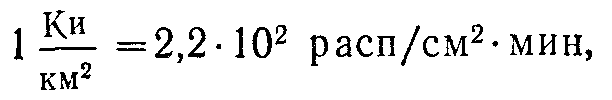 1 Ки/км² = 2,2 · 10² расп/см² · мин,